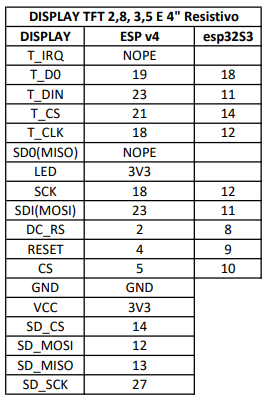 DISPLAY TFT 2,8, 3,5 E 4" Resistivo
DISPLAY ESP v4 esp32S3
T_IRQ NOPE
T_D0 19 18
T_DIN 23 11
T_CS 21 14
T_CLK 18 12
SD0(MISO) NOPE
LED 3V3
SCK 18 12
SDI(MOSI) 23 11
DC_RS 2 8
RESET 4 9
CS 5 10
GND GND
VCC 3V3
SD_CS 14
SD_MOSI 12
SD_MISO 13
SD_SCK 27